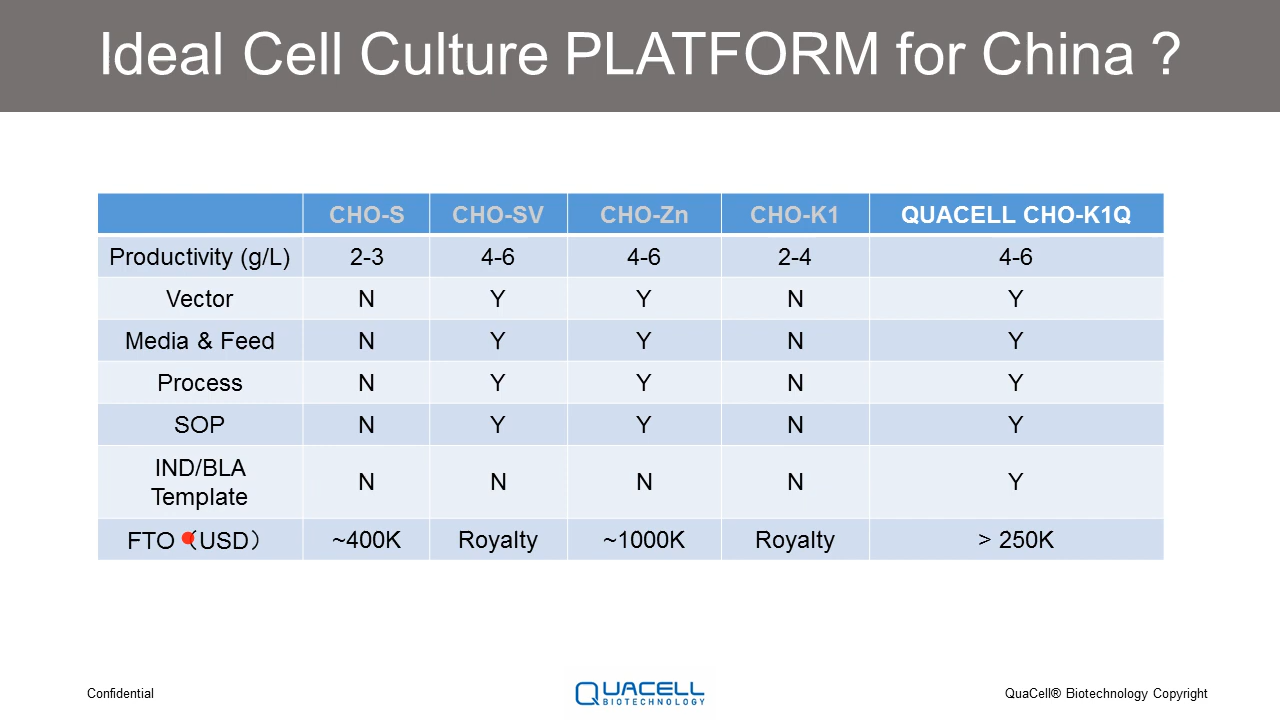 Ideal Cell Culture PLATFORM for China ?
CHO-S CHO-SV CHO-Zn CHO-K1 QUACELL CHO-K1Q
Productivity (g/L) 2-3 4-6 4-6 2-4 4-6
Vector N Y Y N Y
Media & Feed N Y Y N Y
Process N Y Y N Y
SOP N Y Y N Y
IND/BLA
Template N N N N Y
FTO （USD） ~400K Royalty ~1000K Royalty > 250K
Confidential
QUACELL
BIOTECHNOLOGY
QuaCell® Biotechnology Copyright